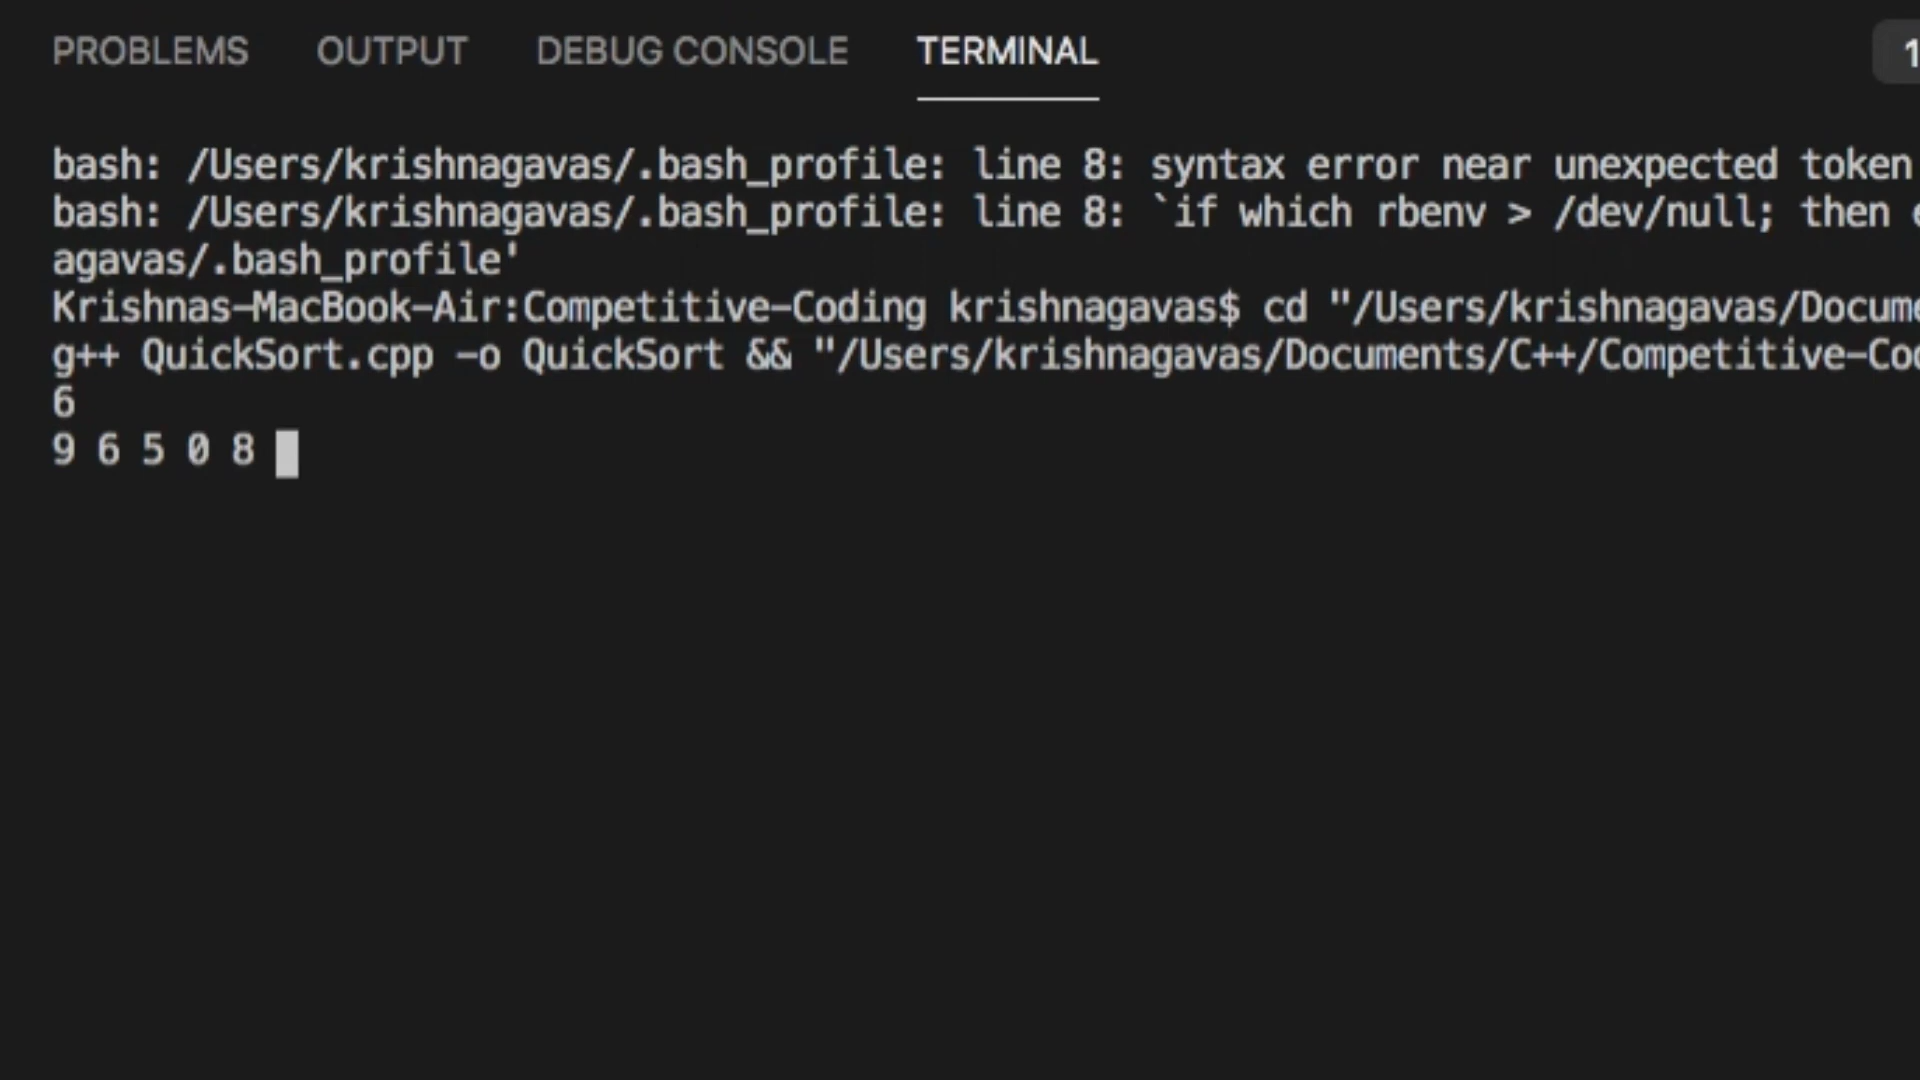 PROBLEMS OUTPUT DEBUG CONSOLE TERMINAL 1
bash: /Users/krishnagavas/.bash_profile: line 8: syntax error near unexpected token
bash: /Users/krishnagavas/.bash_profile: line 8: `if which rbenv > /dev/null; then
agavas/.bash_profile'
Krishnas-MacBook-Air:Competitive-Coding krishnagavas$ cd "/Users/krishnagavas/Docume
g++ QuickSort.cpp -o QuickSort && "/Users/krishnagavas/Documents/C++/Competitive-Cod
6
9 6 5 0 8